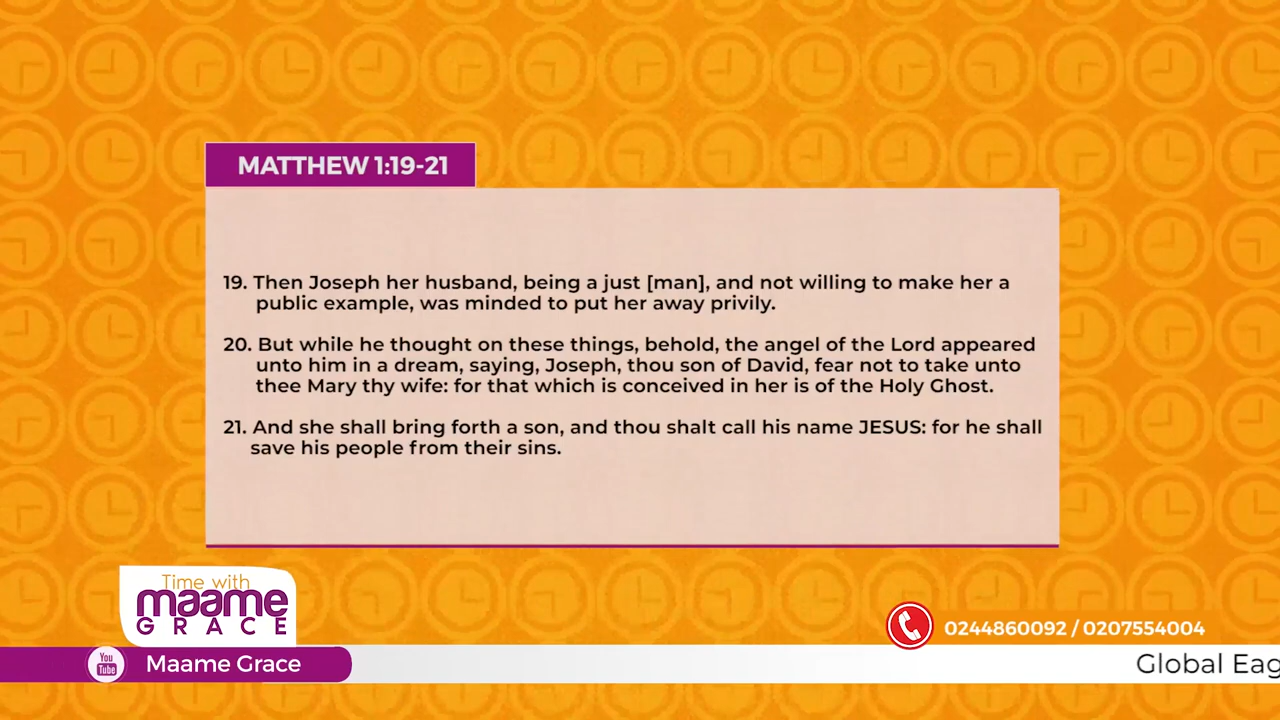 MATTHEW 1:19-21
19. Then Joseph her husband, being a just [man], and not willing to make her a
public example, was minded to put her away privily.
20. But while he thought on these things, behold, the angel of the Lord appeared
unto him in a dream, saying, Joseph, thou son of David, fear not to take unto
thee Mary thy wife: for that which is conceived in her is of the Holy Ghost.
21. And she shall bring forth a son, and thou shalt call his name JESUS: for he shall
save his people from their sins.
Time with
maame
GRACE
0244860092 / 0207554004
You
Tube
Maame Grace
Global Eag